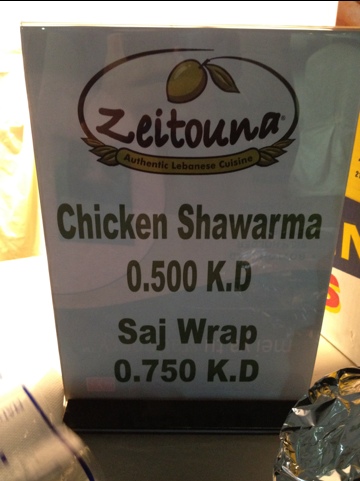 Zeitouna®
Authentic Lebanese Cuisine
Chicken Shawarma
0.500 K.D
Saj Wrap
0.750 K.D